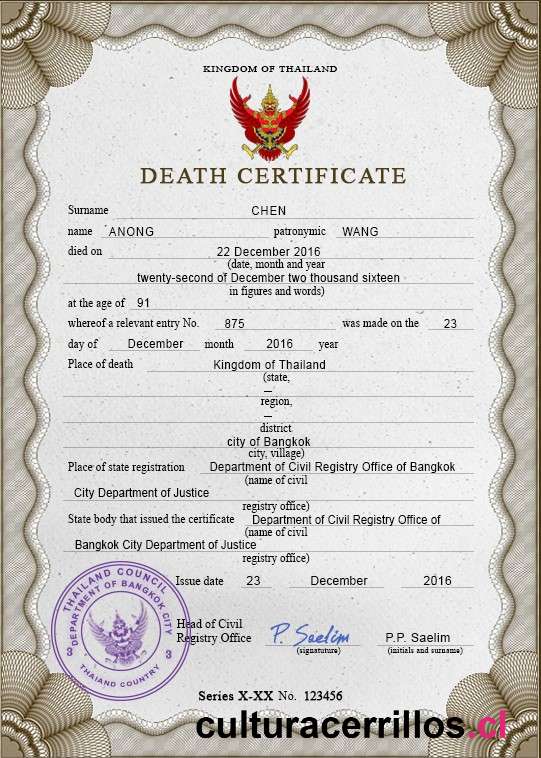 KINGDOM OF THAILAND
DEATH CERTIFICATE
Surname CHEN
name ANONG patronymic WANG
died on 22 December 2016
(date, month and year
twenty-second of December two thousand sixteen
in figures and words)
at the age of 91
whereof a relevant entry No. 875 was made on the 23
day of December month 2016 year
Place of death Kingdom of Thailand
(state,
—
region,
—
district
city of Bangkok
city, village)
Place of state registration Department of Civil Registry Office of Bangkok
(name of civil
City Department of Justice
registry office)
State body that issued the certificate Department of Civil Registry Office of
(name of civil
Bangkok City Department of Justice
registry office)
Issue date 23 December 2016
THAILAND COUNCIL
DEPARTMENT OF BANGKOK CITY
3 3
THAIAND COUNTRY
Head of Civil
Registry Office P. Saelim P.P. Saelim
(signatuture) (initials and surname)
Series X-XX No. 123456
culturacerrillos.cl